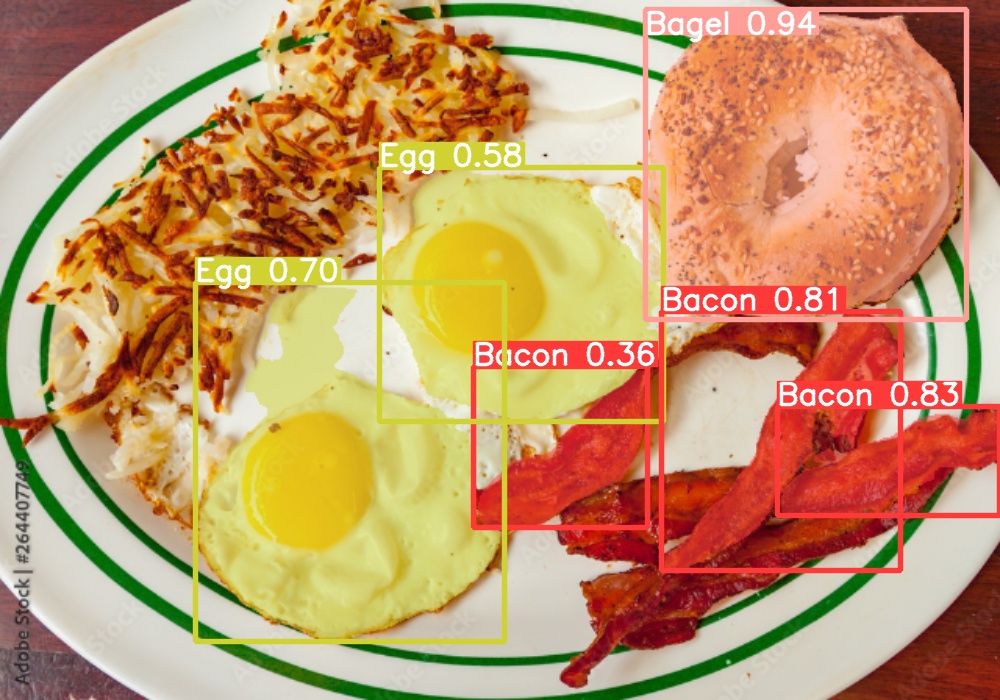 Bagel 0.94
Egg 0.58
Egg 0.70
Bacon 0.81
Bacon 0.36
Bacon 0.83
Adobe Stock | #264407749